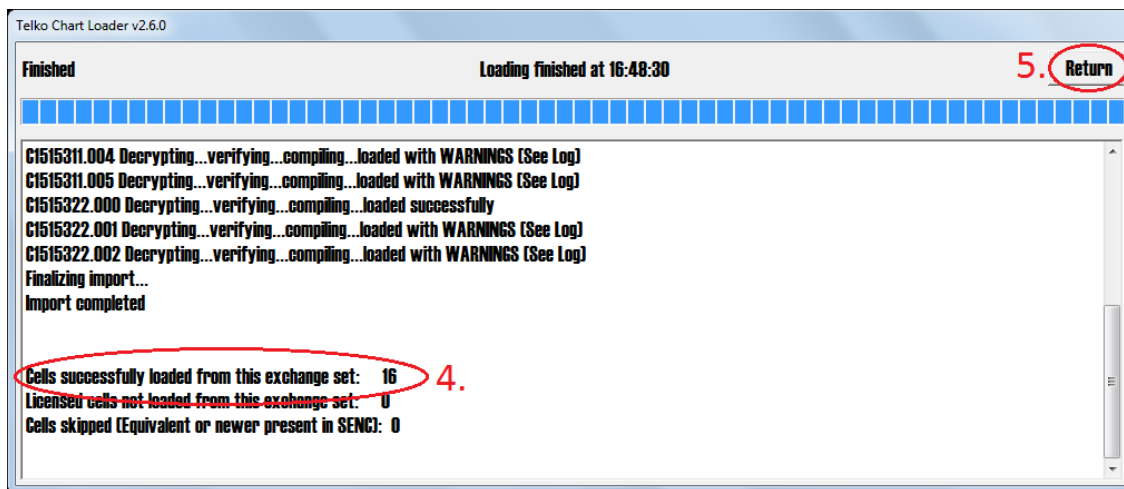 Telko Chart Loader v2.6.0
Finished Loading finished at 16:48:30 5. Return
C1515311.004 Decrypting...verifying...compiling...loaded with WARNINGS (See Log)
C1515311.005 Decrypting...verifying...compiling...loaded with WARNINGS (See Log)
C1515322.000 Decrypting...verifying...compiling...loaded successfully
C1515322.001 Decrypting...verifying...compiling...loaded with WARNINGS (See Log)
C1515322.002 Decrypting...verifying...compiling...loaded with WARNINGS (See Log)
Finalizing import...
Import completed
Cells successfully loaded from this exchange set: 16 4.
Licensed cells not loaded from this exchange set: 0
Cells skipped (Equivalent or newer present in SENC): 0